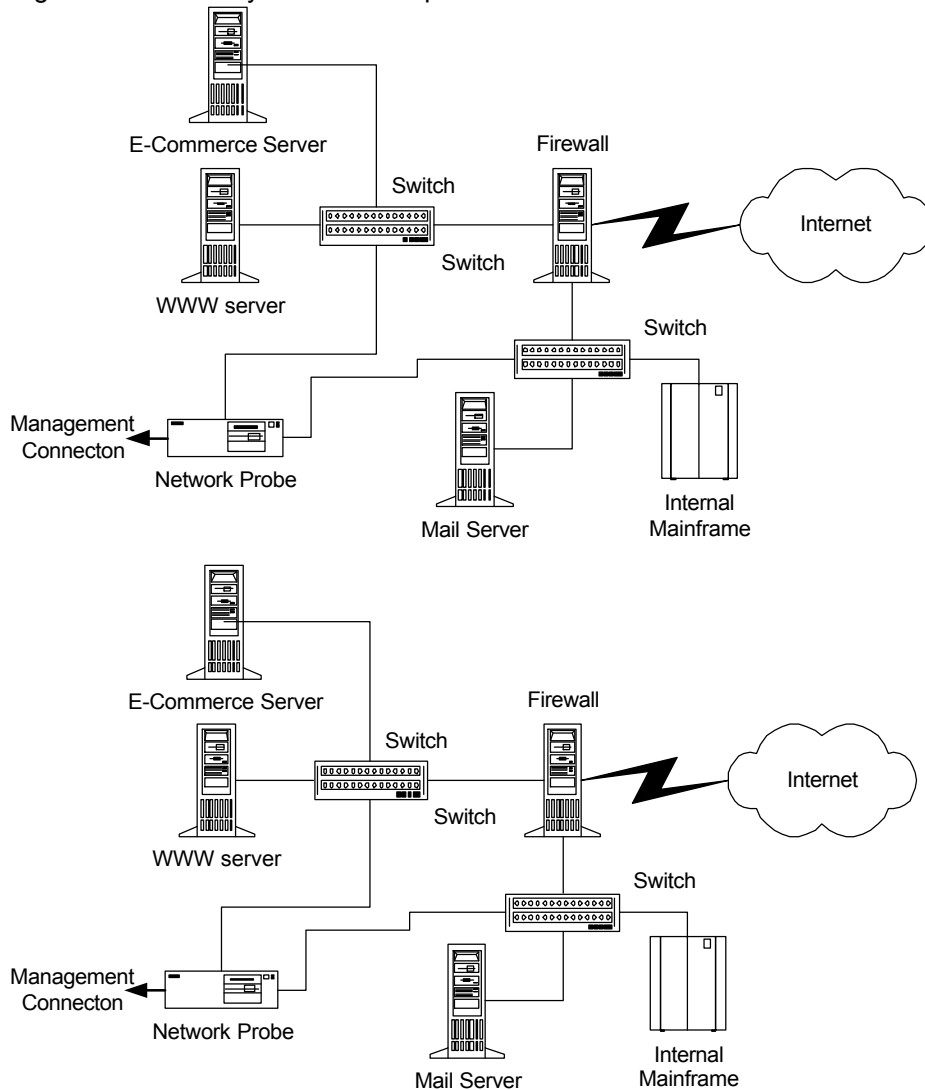 E-Commerce Server
Firewall
Switch
Internet
Switch
WWW server
Switch
Management
Connecton
Network Probe
Mail Server
Internal
Mainframe
E-Commerce Server
Firewall
Switch
Internet
Switch
WWW server
Switch
Management
Connecton
Network Probe
Mail Server
Internal
Mainframe